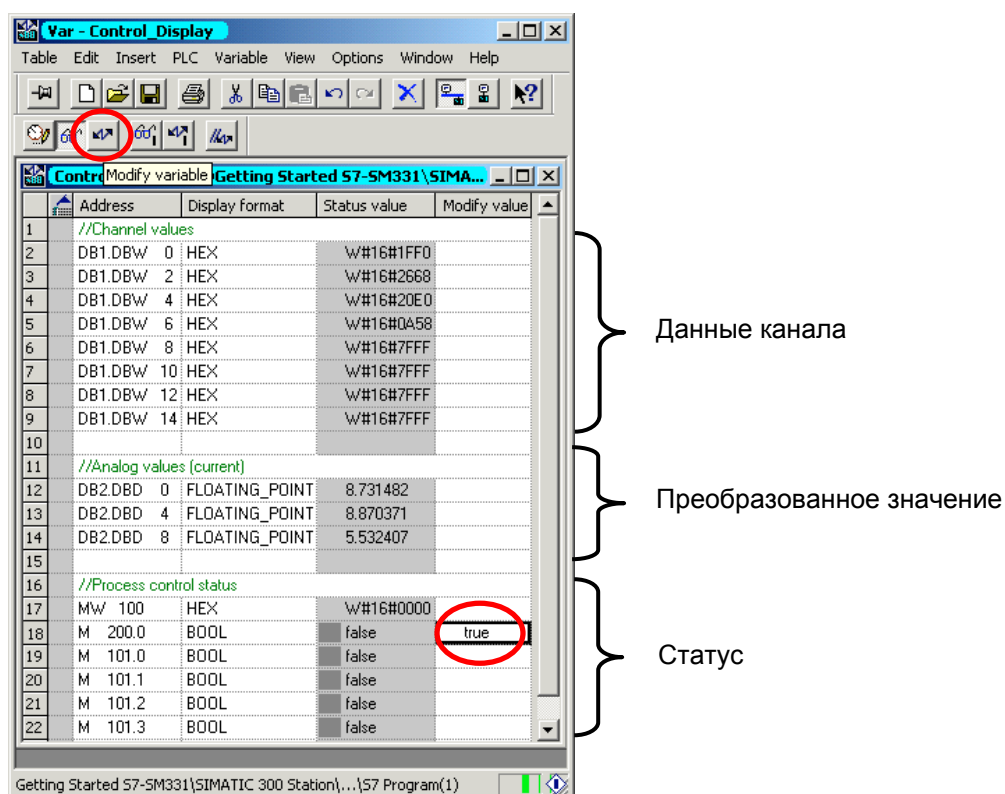 Var - Control_Display
Table Edit Insert PLC Variable View Options Window Help
Modify variable
Contr Getting Started S7-SM331\SIMA...
Address Display format Status value Modify value
1 //Channel values
2 DB1.DBW 0 HEX W#16#1FF0
3 DB1.DBW 2 HEX W#16#2668
4 DB1.DBW 4 HEX W#16#20E0
5 DB1.DBW 6 HEX W#16#0A58
6 DB1.DBW 8 HEX W#16#7FFF
7 DB1.DBW 10 HEX W#16#7FFF
8 DB1.DBW 12 HEX W#16#7FFF
9 DB1.DBW 14 HEX W#16#7FFF
10
11 //Analog values (current)
12 DB2.DBD 0 FLOATING_POINT 8.731482
13 DB2.DBD 4 FLOATING_POINT 8.870371
14 DB2.DBD 8 FLOATING_POINT 5.532407
15
16 //Process control status
17 MW 100 HEX W#16#0000
18 M 200.0 BOOL false true
19 M 101.0 BOOL false
20 M 101.1 BOOL false
21 M 101.2 BOOL false
22 M 101.3 BOOL false
Getting Started S7-SM331\SIMATIC 300 Station\...\S7 Program(1)
Данные канала
Преобразованное значение
Статус